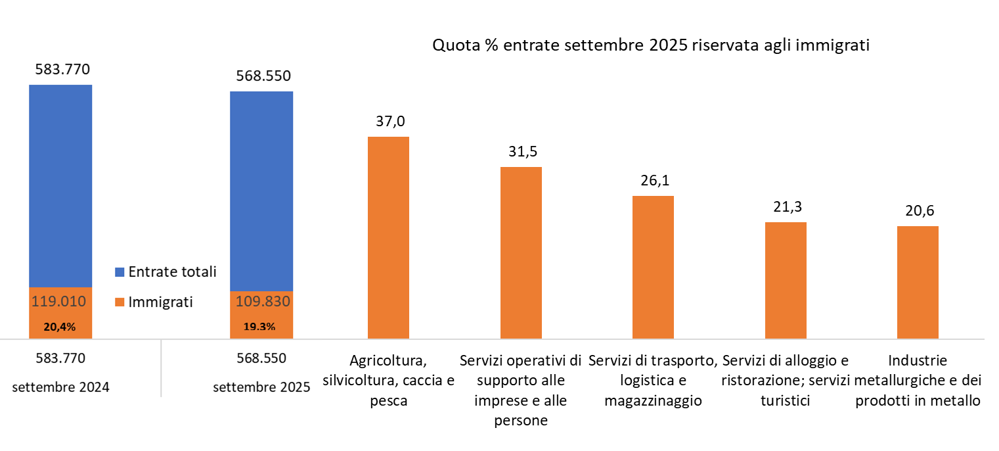 Quota % entrate settembre 2025 riservata agli immigrati
583.770
568.550
37,0
31,5
26,1
21,3
20,6
Entrate totali
Immigrati
119.010
20,4%
109.830
19.3%
583.770
settembre 2024
568.550
settembre 2025
Agricoltura,
silvicoltura, caccia e
pesca
Servizi operativi di
supporto alle
imprese e alle
persone
Servizi di trasporto,
logistica e
magazzinaggio
Servizi di alloggio e
ristorazione; servizi
turistici
Industrie
metallurgiche e dei
prodotti in metallo